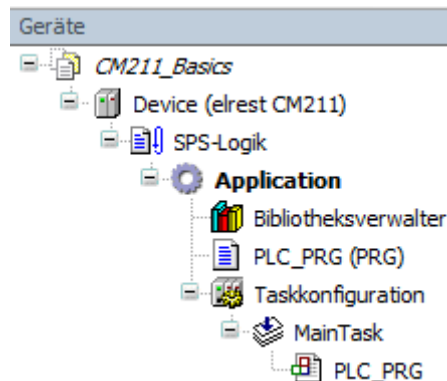 Geräte
CM211_Basics
Device (elrest CM211)
SPS-Logik
Application
Bibliotheksverwalter
PLC_PRG (PRG)
Taskkonfiguration
MainTask
PLC_PRG